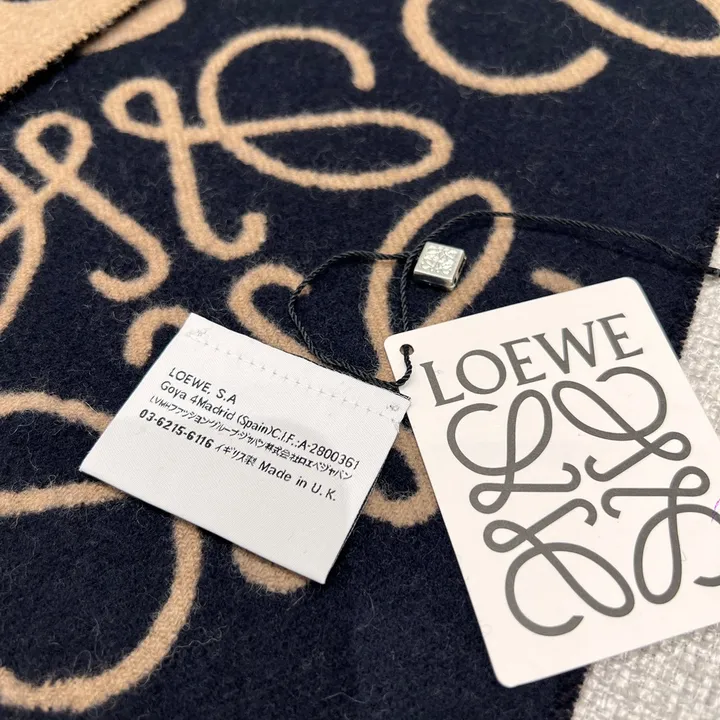 LOEWE, S.A
Goya 4Madrid (Spain)C.I.F.:A-2800361
LVMHファッショングループ・ジャパン株式会社ロエベジャパン
03-6215-6116 イギリス製 Made in U.K.
LOEWE